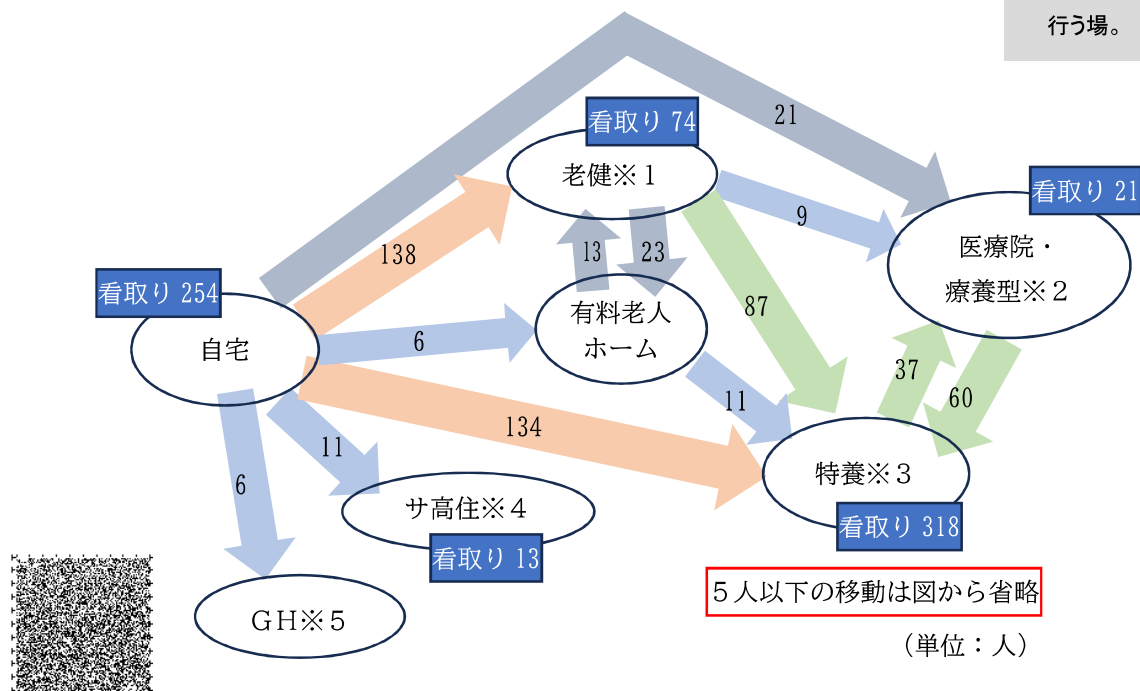 行う場。
21
看取り 74
老健※１
看取り 21
9
医療院・
療養型※２
138
13
23
看取り 254
自宅
6
有料老人
ホーム
87
37
60
11
134
11
6
特養※３
サ高住※４
看取り 318
看取り 13
５人以下の移動は図から省略
ＧＨ※５
（単位：人）